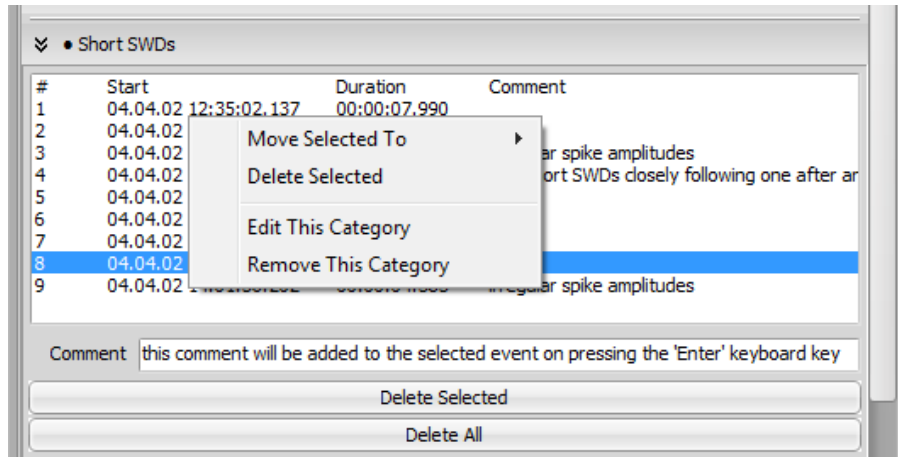 Short SWDs
# Start Duration Comment
1 04.04.02 12:35:02.137 00:00:07.990
2 04.04.02
3 04.04.02 ar spike amplitudes
4 04.04.02 ort SWDs closely following one after ar
5 04.04.02
6 04.04.02
7 04.04.02
8 04.04.02
9 04.04.02 spike amplitudes
Move Selected To
Delete Selected
Edit This Category
Remove This Category
Comment this comment will be added to the selected event on pressing the 'Enter' keyboard key
Delete Selected
Delete All